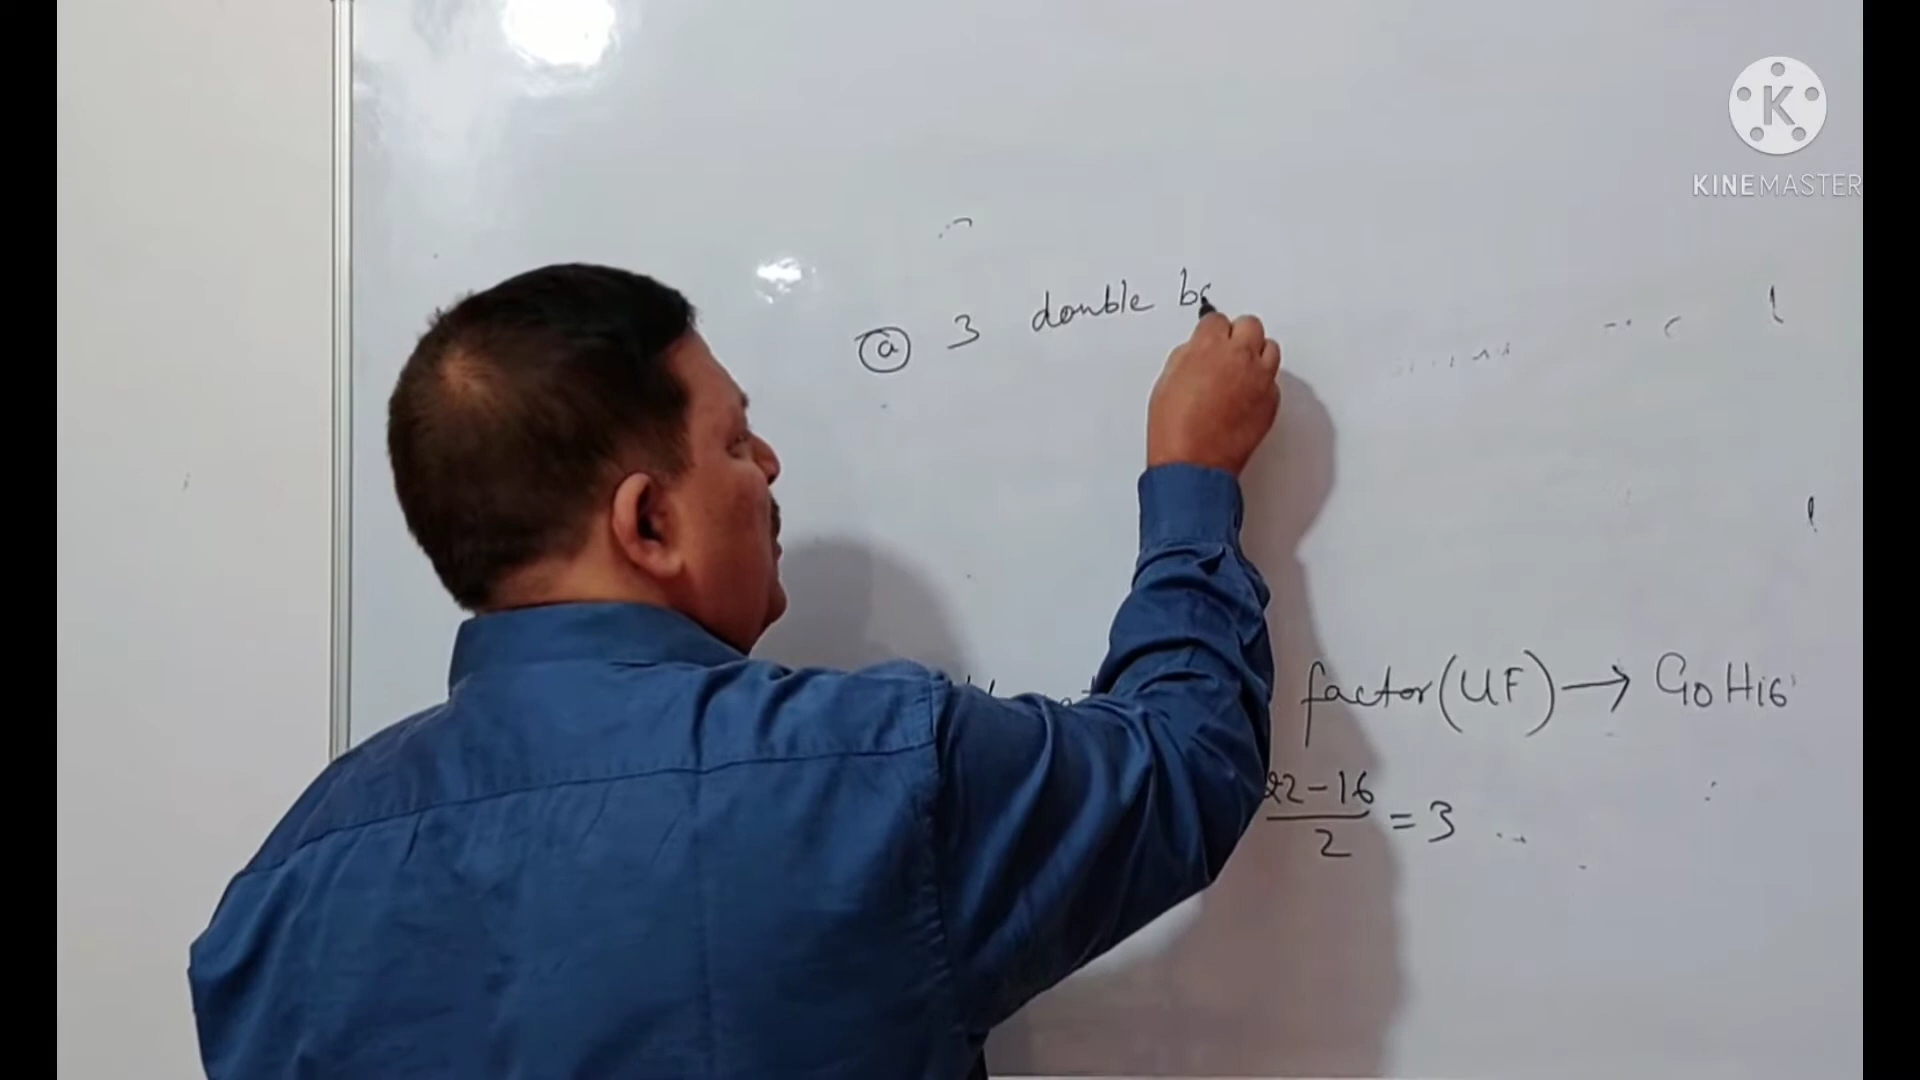 K
KINEMASTER
ⓐ 3 double
factor (UF) → C10H16
22-16
2
= 3